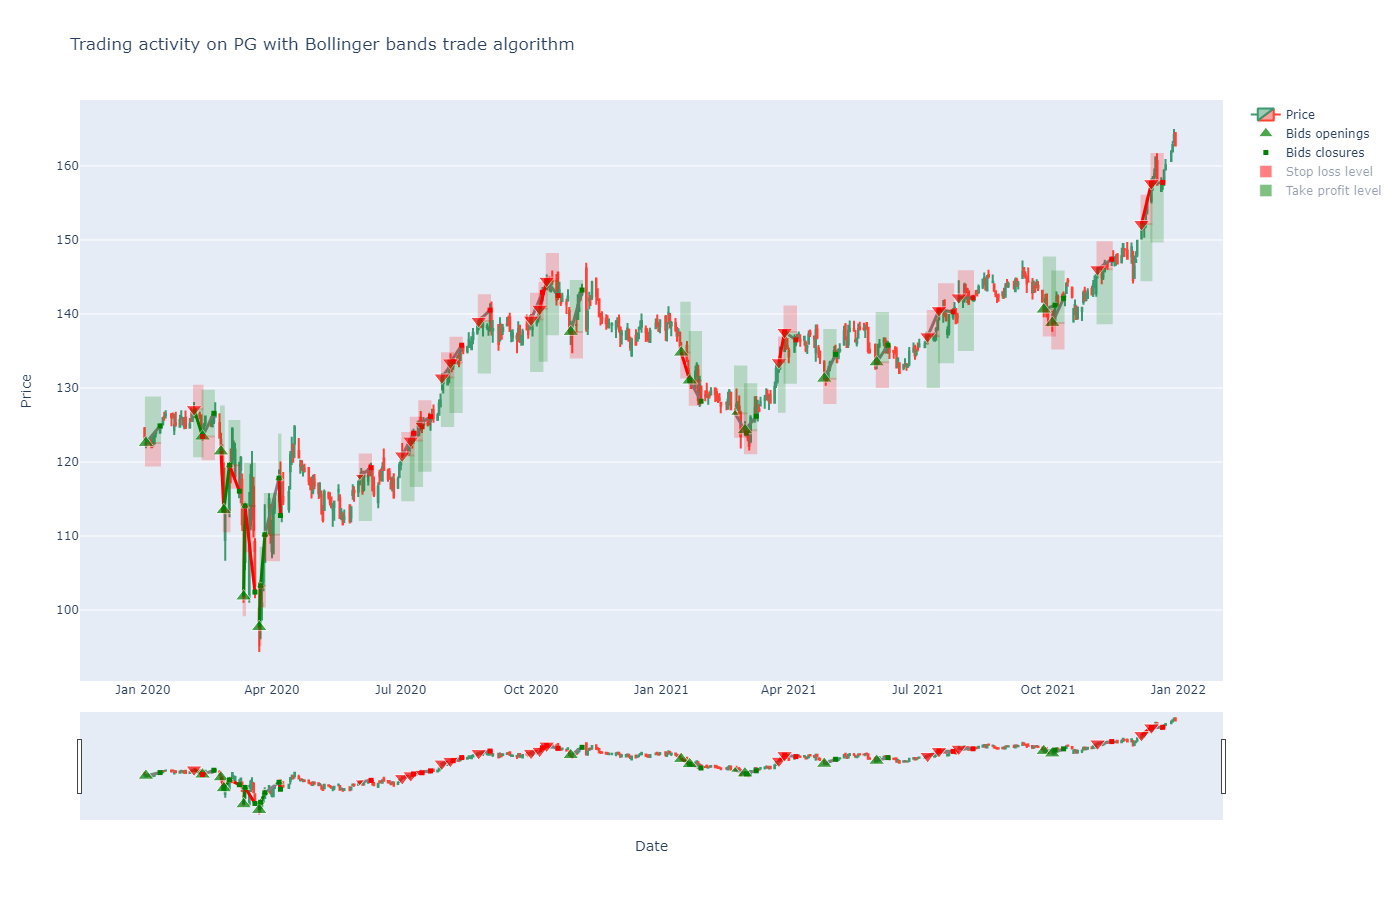 Trading activity on PG with Bollinger bands trade algorithm
Price
Bids openings
Bids closures
Stop loss level
Take profit level
160
150
140
130
120
110
100
Price
Jan 2020
Apr 2020
Jul 2020
Oct 2020
Jan 2021
Apr 2021
Jul 2021
Oct 2021
Jan 2022
Date